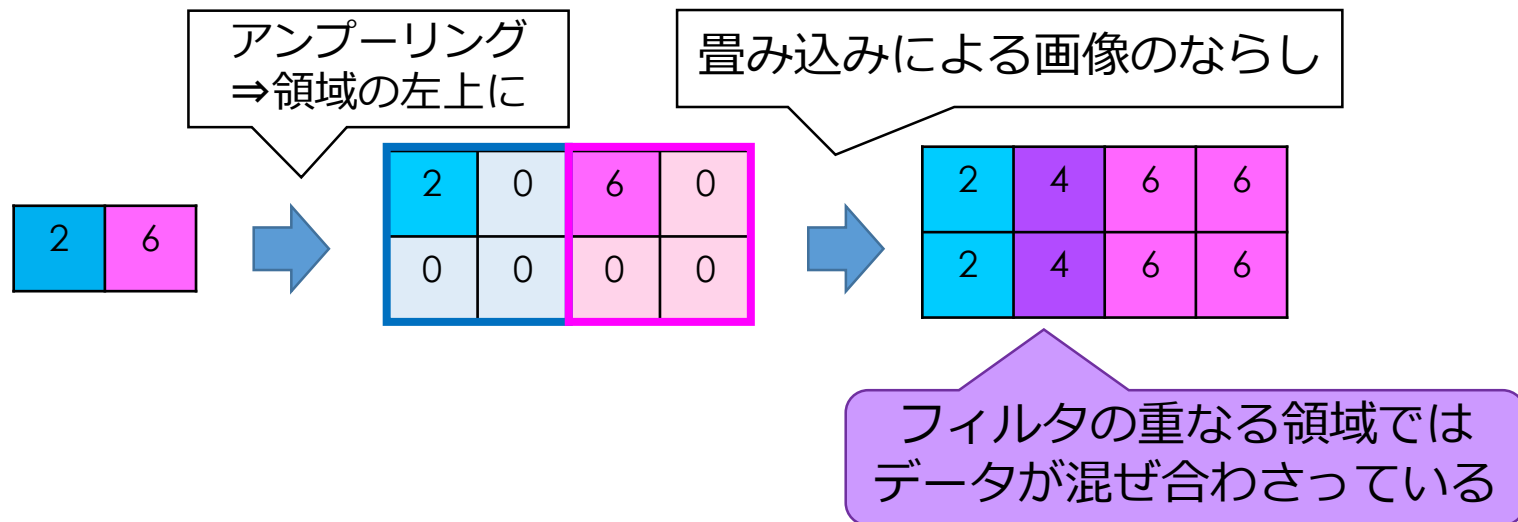 アンプーリング
⇒領域の左上に
畳み込みによる画像のならし
2 6
2 0 6 0
0 0 0 0
2 4 6 6
2 4 6 6
フィルタの重なる領域では
データが混ぜ合わさっている